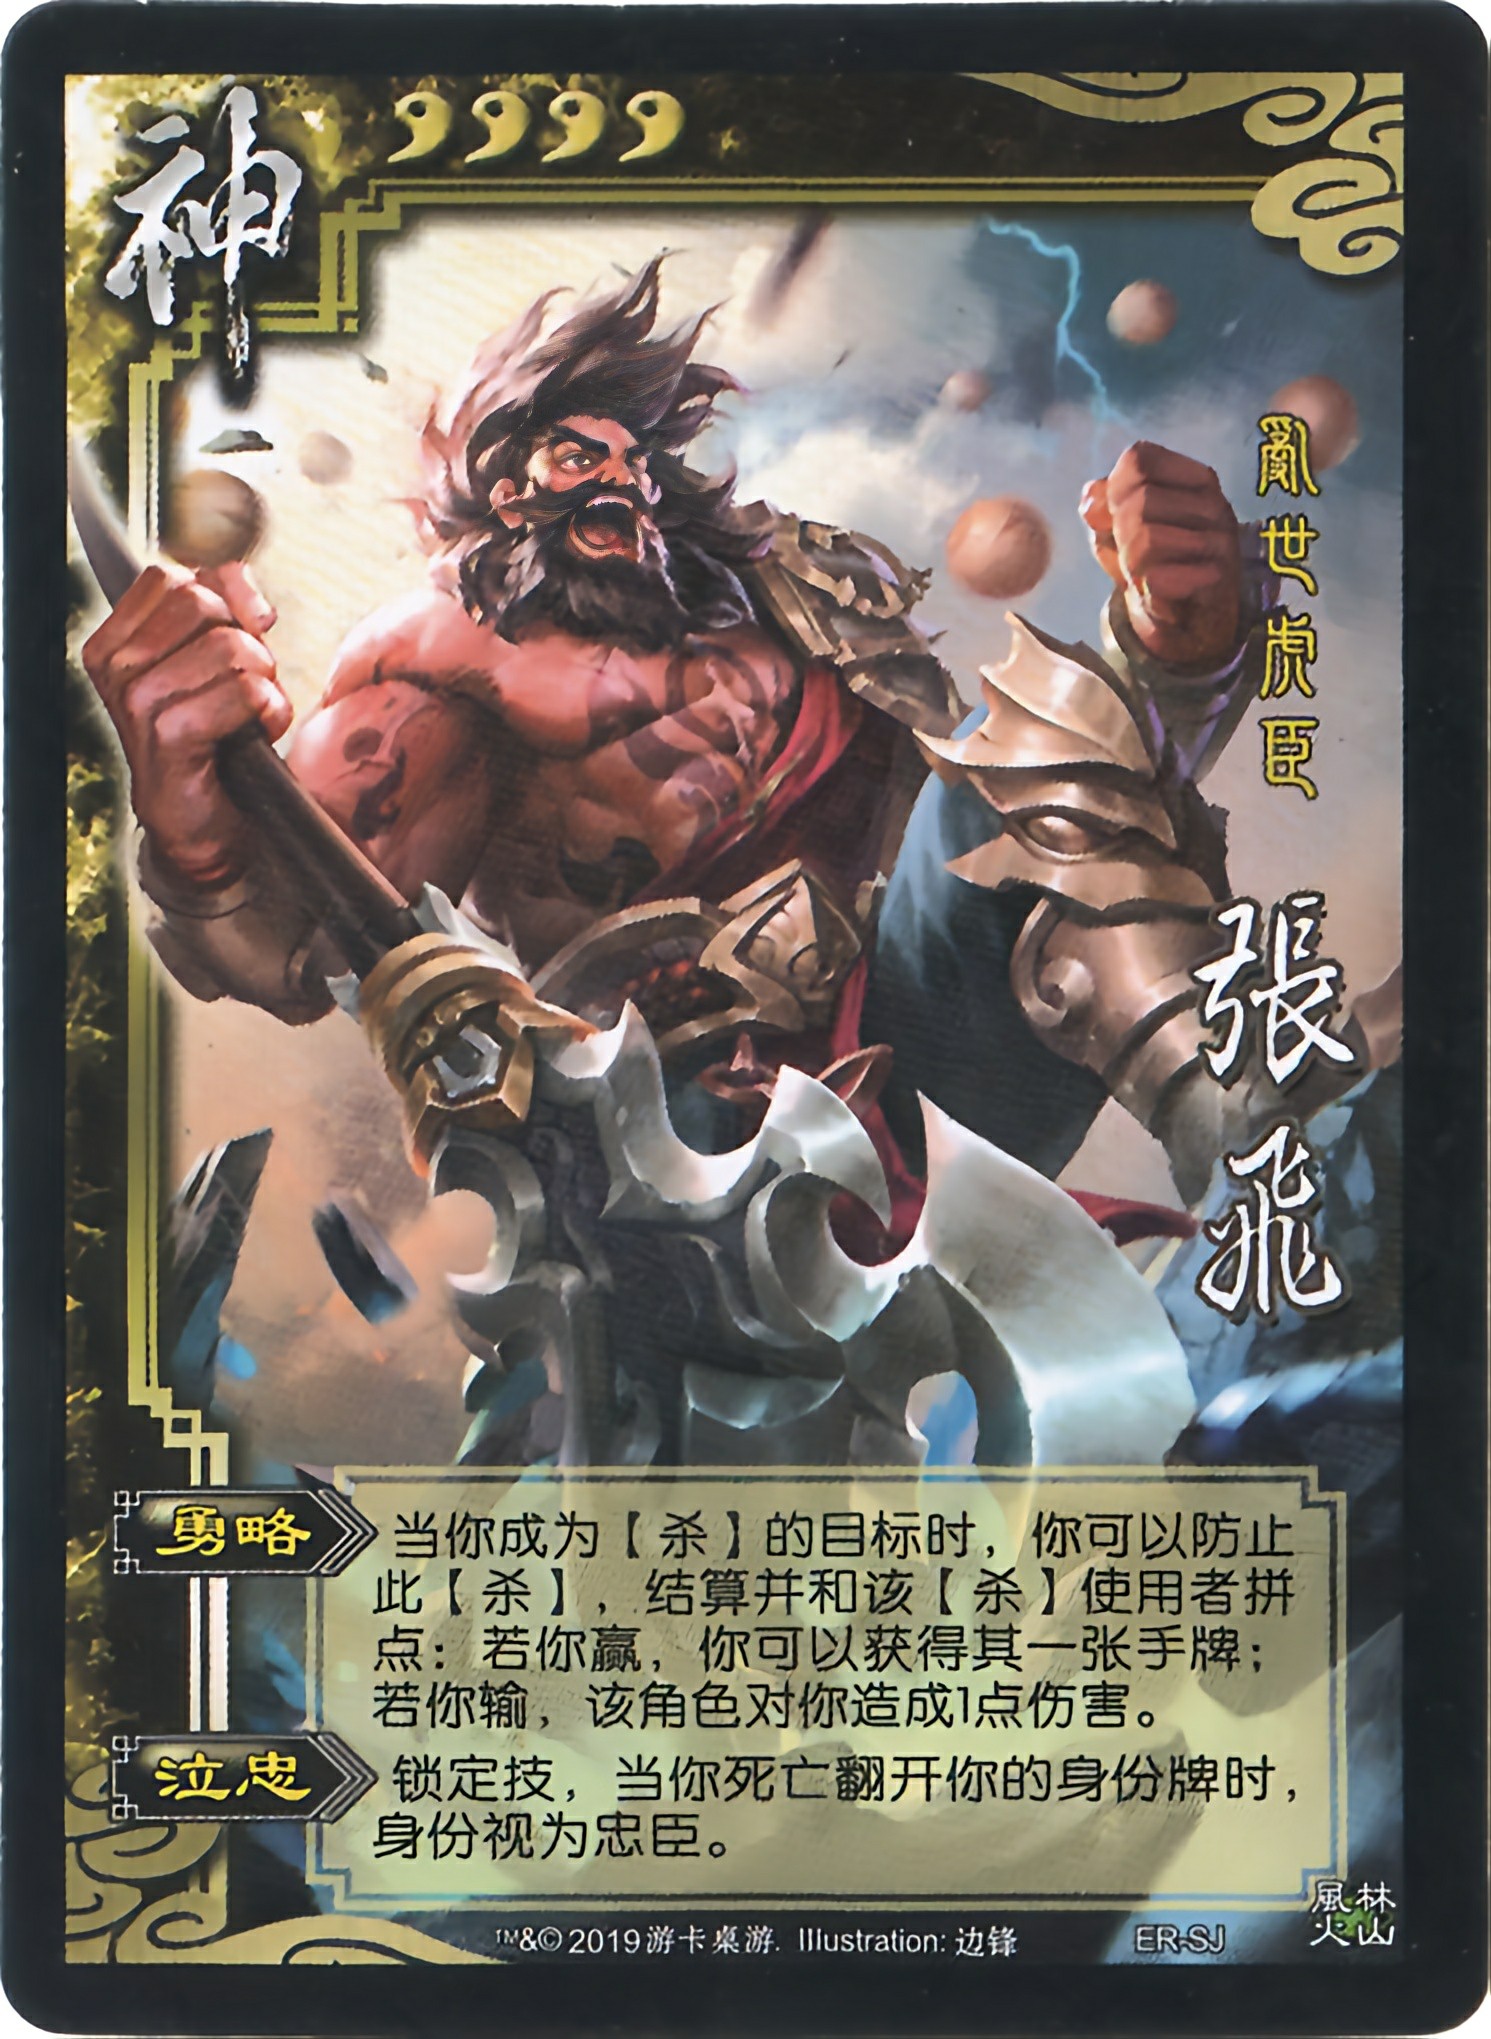 神
亂世虎臣
張飛
勇略
当你成为【杀】的目标时，你可以防止
此【杀】，结算并和该【杀】使用者拼
点：若你赢，你可以获得其一张手牌；
若你输，该角色对你造成1点伤害。
泣忠
锁定技，当你死亡翻开你的身份牌时，
身份视为忠臣。
™&© 2019游卡桌游. Illustration: 边锋
ER-SJ
風林
火山